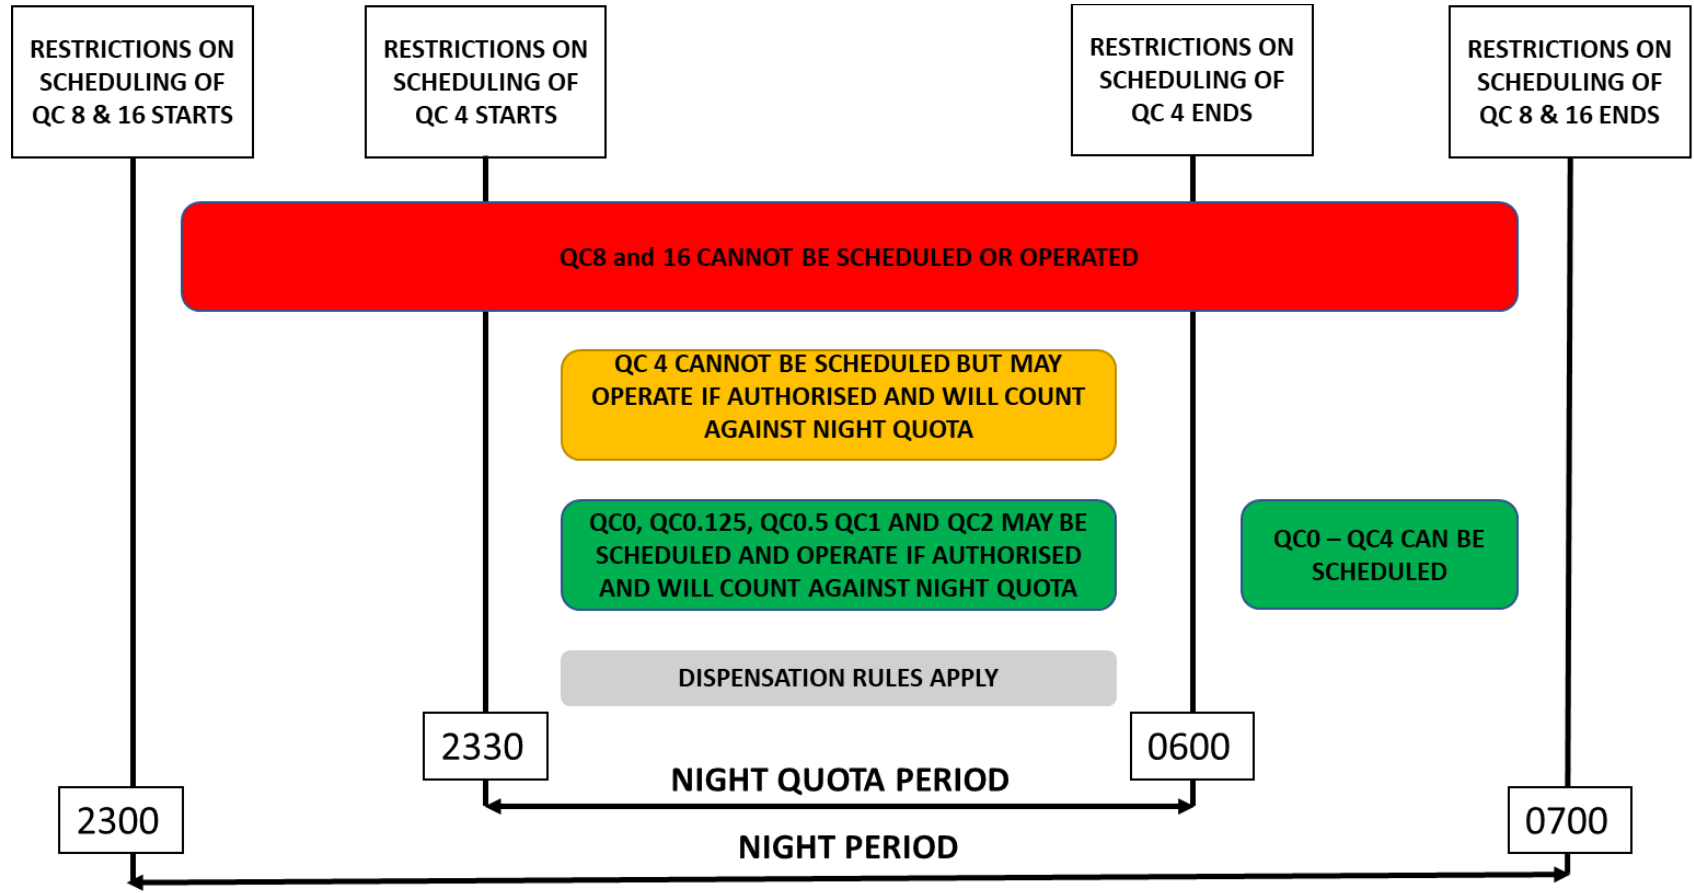 RESTRICTIONS ON
SCHEDULING OF
QC 8 & 16 STARTS
RESTRICTIONS ON
SCHEDULING OF
QC 4 STARTS
RESTRICTIONS ON
SCHEDULING OF
QC 4 ENDS
RESTRICTIONS ON
SCHEDULING OF
QC 8 & 16 ENDS
QC8 and 16 CANNOT BE SCHEDULED OR OPERATED
QC 4 CANNOT BE SCHEDULED BUT MAY
OPERATE IF AUTHORISED AND WILL COUNT
AGAINST NIGHT QUOTA
QC0, QC0.125, QC0.5 QC1 AND QC2 MAY BE
SCHEDULED AND OPERATE IF AUTHORISED
AND WILL COUNT AGAINST NIGHT QUOTA
QC0 – QC4 CAN BE
SCHEDULED
DISPENSATION RULES APPLY
2330
0600
NIGHT QUOTA PERIOD
2300
0700
NIGHT PERIOD